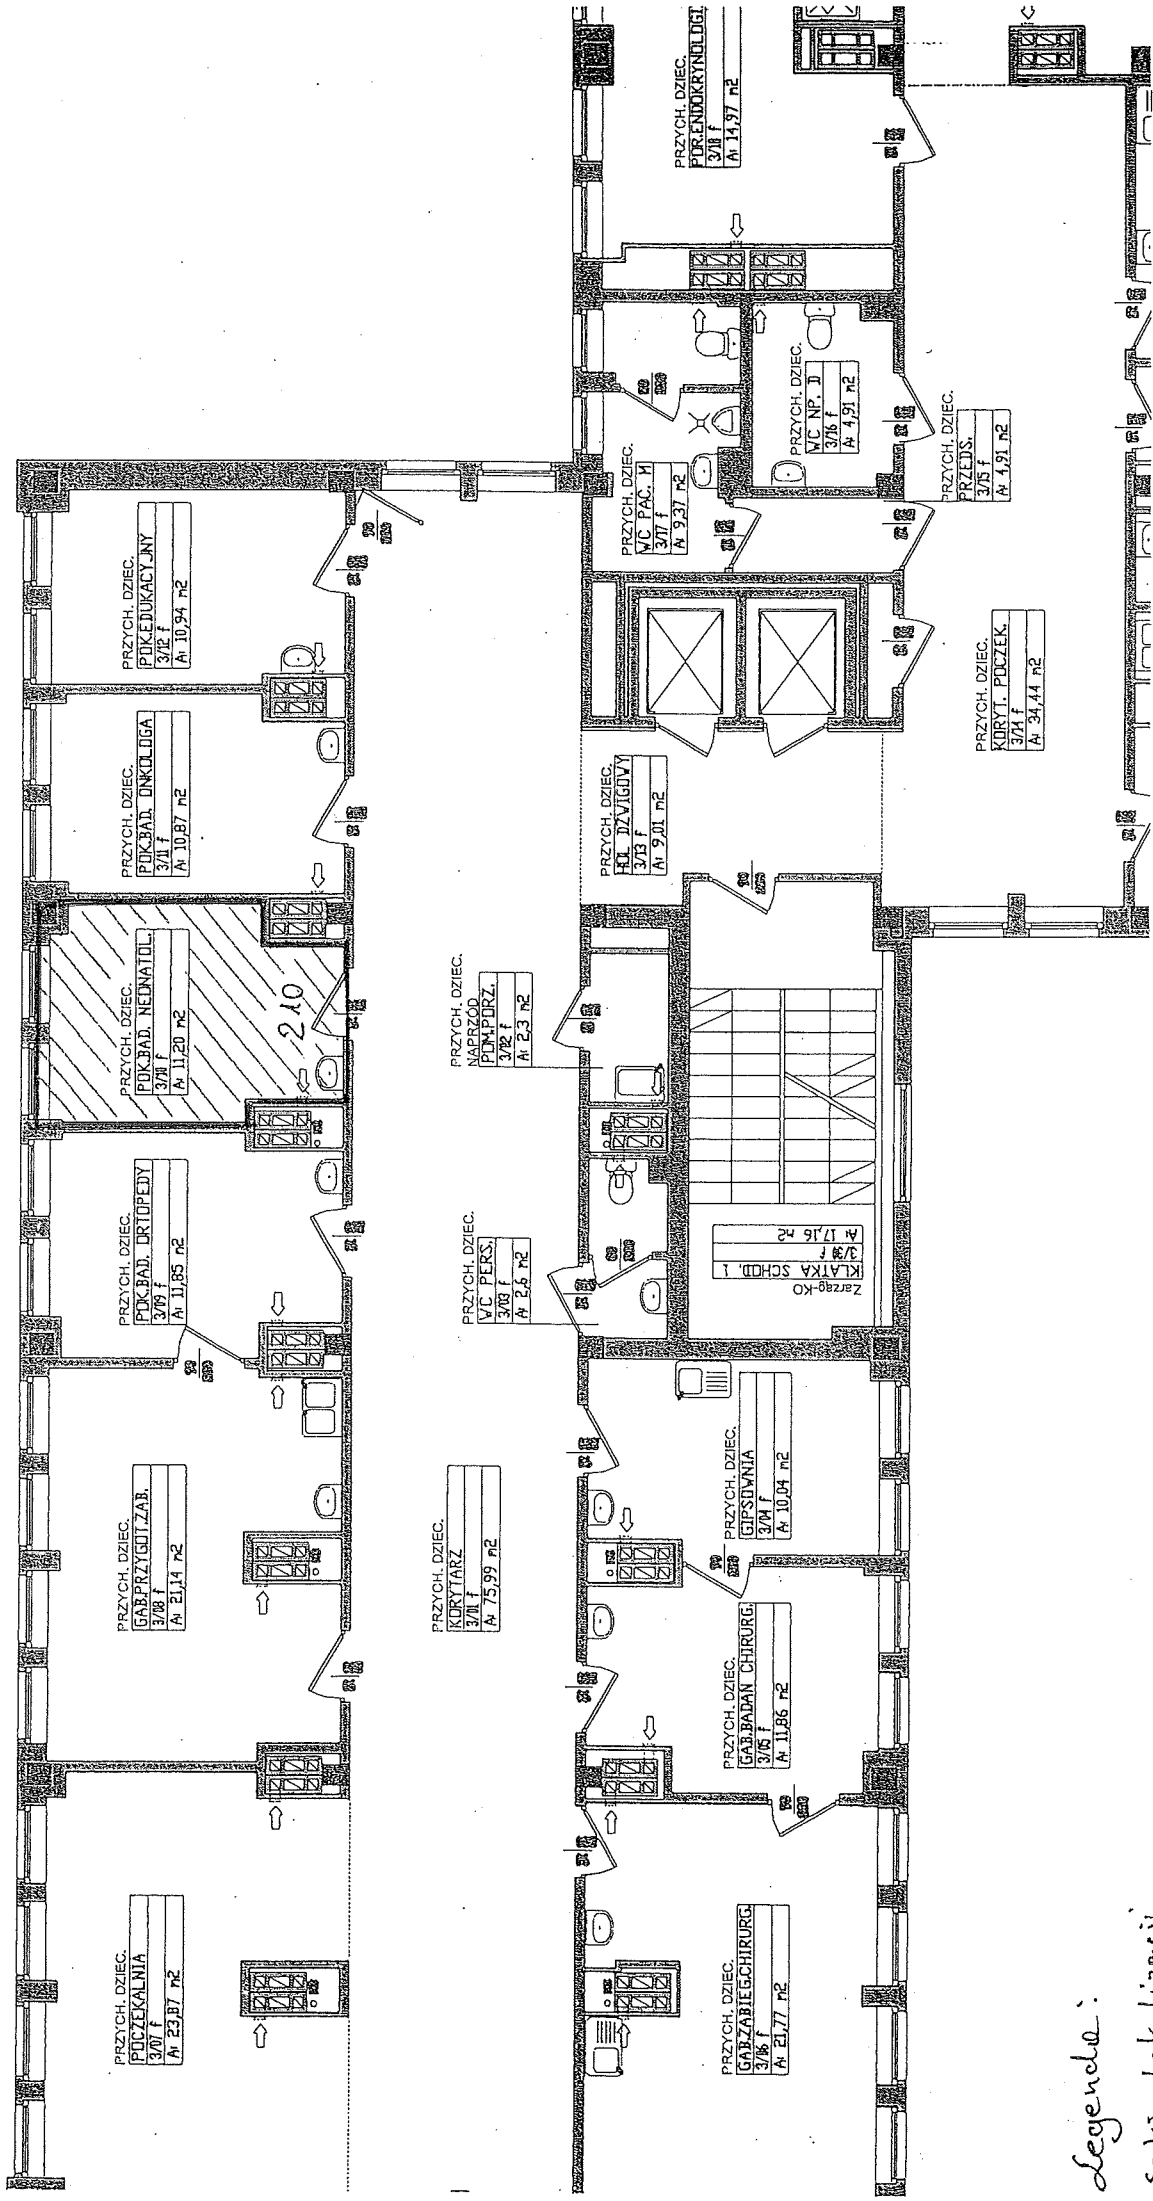 PRZYCH. DZIEC.
POCZEKALNIA
3/07 f
A: 23,87 m2
PRZYCH. DZIEC.
GAB.PRZYGOT.ZAB.
3/08 f
A: 21,14 m2
PRZYCH. DZIEC.
POK.BAD. ORTOPEDY
3/09 f
A: 11,85 m2
PRZYCH. DZIEC.
POK.BAD. NEONATOL.
3/10 f
A: 11,20 m2
210
PRZYCH. DZIEC.
POK.BAD. ONKOLOGA
3/11 f
A: 10,87 m2
PRZYCH. DZIEC.
POK.EDUKACYJNY
3/12 f
A: 10,94 m2
PRZYCH. DZIEC.
KORYTARZ
3/01 f
A: 75,99 m2
PRZYCH. DZIEC.
WC PERS.
3/03 f
A: 2,6 m2
PRZYCH. DZIEC.
NAPRZÓD
POM.PORZ.
3/02 f
A: 2,3 m2
PRZYCH. DZIEC.
HOL DŹWIGOWY
3/13 f
A: 9,01 m2
PRZYCH. DZIEC.
WC PAC. M
3/17 f
A: 9,37 m2
PRZYCH. DZIEC.
POR.ENDOKRYNOLOGI.
3/18 f
A: 14,97 m2
PRZYCH. DZIEC.
WC NP. D
3/16 f
A: 4,91 m2
PRZYCH. DZIEC.
GAB.ZABIEG.CHIRURG.
3/06 f
A: 21,77 m2
PRZYCH. DZIEC.
GAB.BADAŃ CHIRURG.
3/05 f
A: 11,86 m2
PRZYCH. DZIEC.
GIPSOWNIA
3/04 f
A: 10,04 m2
Zarząg-KO
KLATKA SCHOD. 1
A: 17,16 m2
PRZYCH. DZIEC.
PRZEDS.
3/15 f
A: 4,91 m2
PRZYCH. DZIEC.
KORYT. POCZEK.
3/14 f
A: 34,44 m2
Legenda: